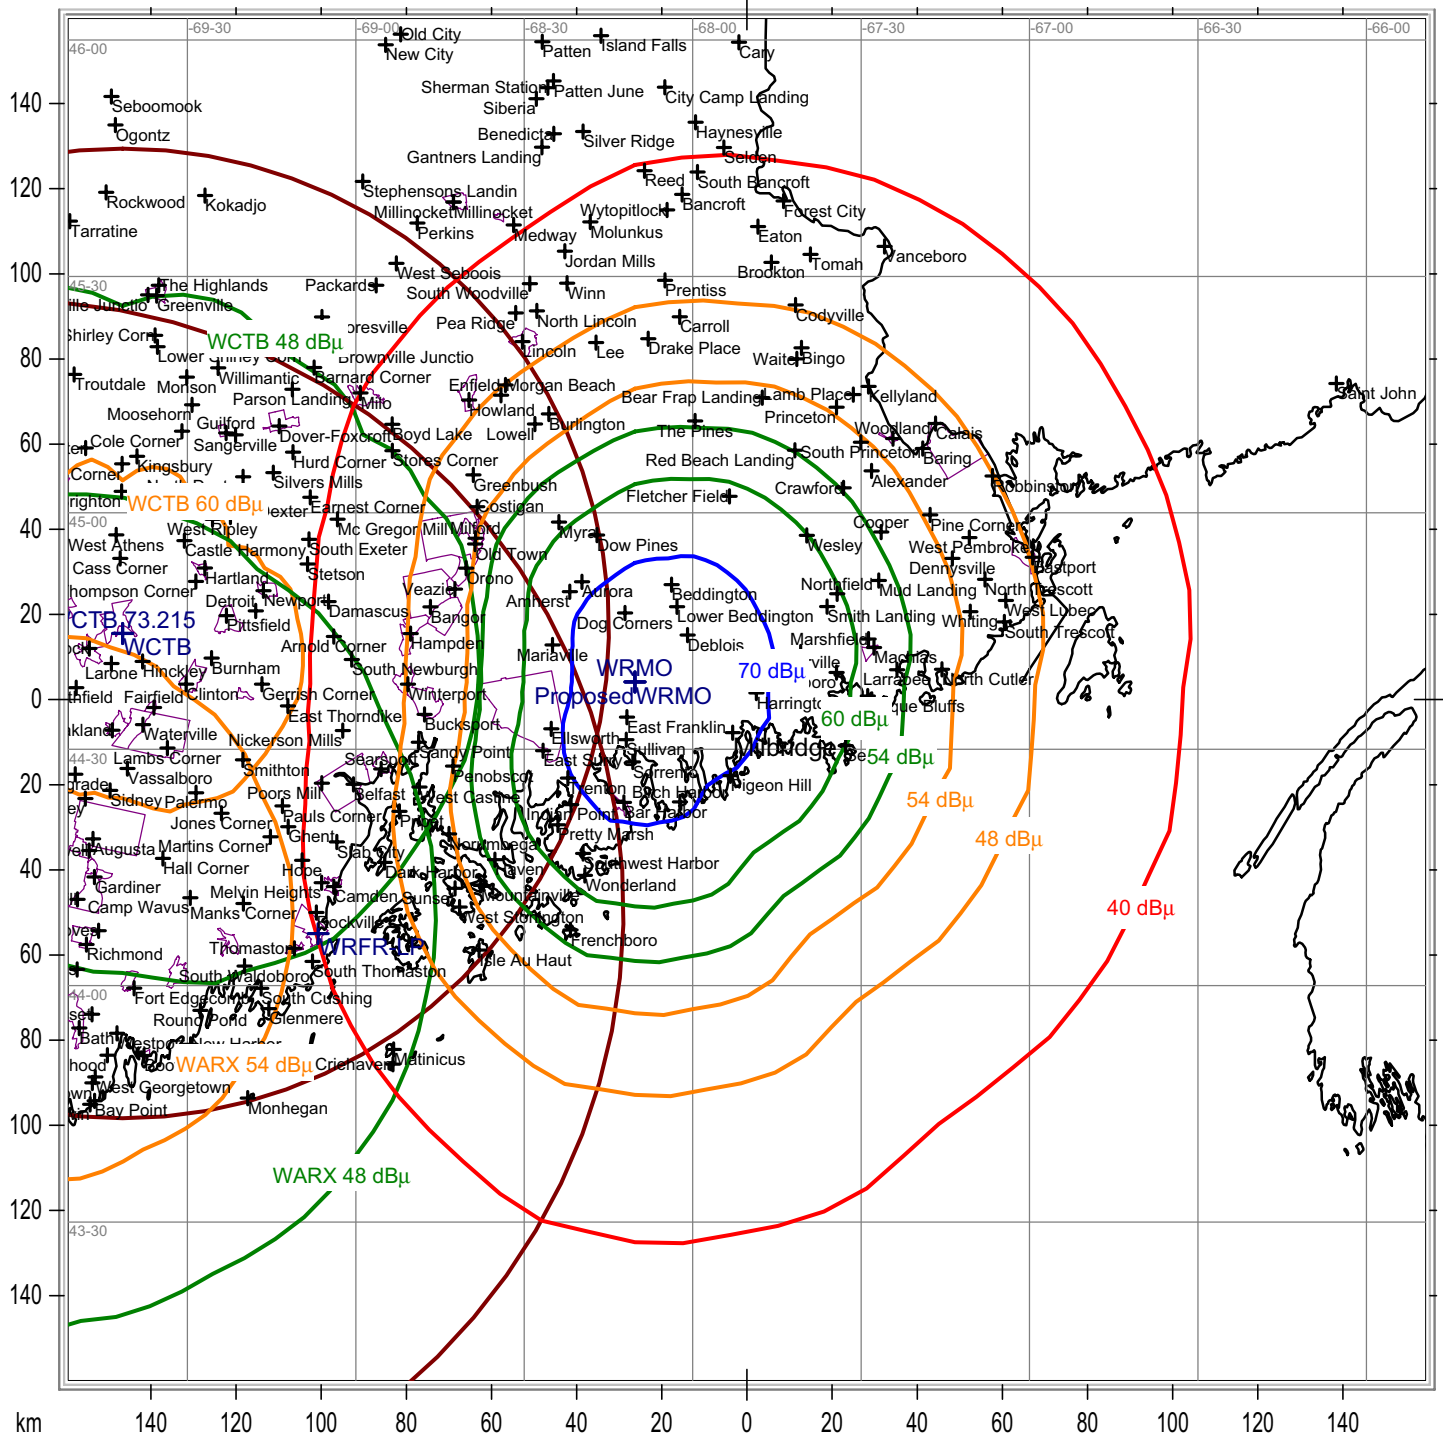 -69-30
-69-00
-68-30
-68-00
-67-30
-67-00
-66-30
-66-00
46-00
Old City
New City
Patten
Island Falls
Cary
Sherman Station
Patten June
Siberia
City Camp Landing
140
Seboomook
Ogontz
Benedicta
Silver Ridge
Haynesville
Gantners Landing
Selden
120
Rockwood
Kokadjo
Stephensons Landin
Reed
South Bancroft
Bancroft
Forest City
Tarratine
Millinocket
Millinocket
Perkins
Medway
Wytopitlock
Molunkus
Eaton
Vanceboro
100
West Seboois
Jordan Mills
Brookton
Tomah
45-30
The Highlands
Greenville
Packards
South Woodville
Winn
Prentiss
Codyville
WCTB 48 dBµ
Pea Ridge
North Lincoln
Carroll
80
Lincoln
Lee
Drake Place
Waite
Bingo
Troutdale
Monson
Willimantic
Barnard Corner
Brownville Junctio
Parson Landing
Milo
Enfield
Morgan Beach
Howland
Bear Frap Landing
Lamb Place
Kellyland
Princeton
Saint John
Moosehorn
Guilford
Sangerville
Dover-Foxcroft
Boyd Lake
Lowell
Burlington
The Pines
Woodland
Calais
60
Cole Corner
Kingsbury
Hurd Corner
Silvers Mills
Stores Corner
Greenbush
Red Beach Landing
South Princeton
Baring
Alexander
Robbinston
WCTB 60 dBµ
Earnest Corner
Costigan
Fletcher Field
Crawford
45-00
40
West Athens
West Ripley
Castle Harmony
South Exeter
Mc Gregor Mill
Milford
Old Town
Myra
Dow Pines
Wesley
Cooper
Pine Corner
West Pembroke
Eastport
Cass Corner
Hartland
Stetson
Orono
Dennysville
Newport
Detroit
Damascus
Veazie
Bangor
Amherst
Aurora
Beddington
Northfield
Mud Landing
North Trescott
West Lubec
20
CTB.73.215
WCTB
Pittsfield
Arnold Corner
Hampden
Dog Corners
Lower Beddington
Smith Landing
Whiting
South Trescott
Larone
Hinckley
Burnham
South Newburgh
Mariaville
Deblois
Marshfield
Machias
WRMO
Proposed WRMO
70 dBµ
Larrabee
North Cutler
0
Fairfield
Clinton
Gerrish Corner
Winterport
East Thorndike
Bucksport
Ellsworth
East Franklin
60 dBµ
Waterville
Nickerson Mills
Sandy Point
Sullivan
54 dBµ
44-30
Lambs Corner
Vassalboro
Smithton
Searsport
Penobscot
East Surry
Sorrento
Pigeon Hill
20
Sidney
Palermo
Poors Mill
Belfast
West Castine
Birch Harbor
54 dBµ
Jones Corner
Pauls Corner
Ghent
Indian Point
Bar Harbor
Pretty Marsh
Augusta
Martins Corner
Hall Corner
Slab City
Norumbega
Southwest Harbor
48 dBµ
40
Gardiner
Hope
Dark Harbor
Haven
Wonderland
Camp Wavus
Manks Corner
Melvin Heights
Camden
Sunset
Mountainville
40 dBµ
Rockville
West Stonington
WRFR-LP
Frenchboro
60
Richmond
Thomaston
South Thomaston
Isle Au Haut
44-00
South Waldoboro
Fort Edgecomb
South Cushing
Round Pond
Glenmere
80
Bath
Westport
New Harbor
WARX 54 dBµ
Criehaven
Matinicus
West Georgetown
100
Bay Point
Monhegan
WARX 48 dBµ
120
43-30
140
km
140
120
100
80
60
40
20
0
20
40
60
80
100
120
140